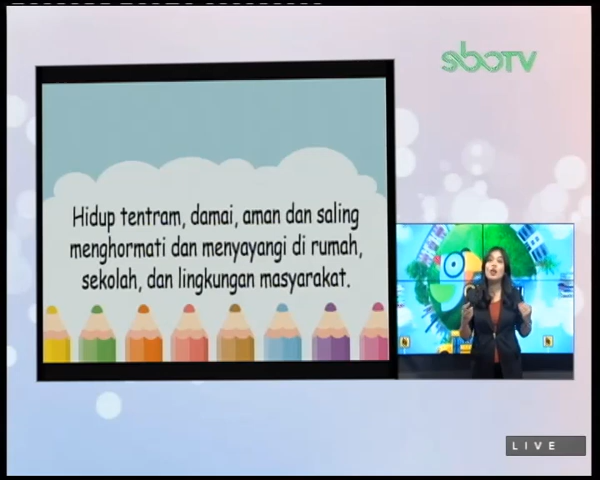 sboTV
Hidup tentram, damai, aman dan saling
menghormati dan menyayangi di rumah,
sekolah, dan lingkungan masyarakat.
LIVE